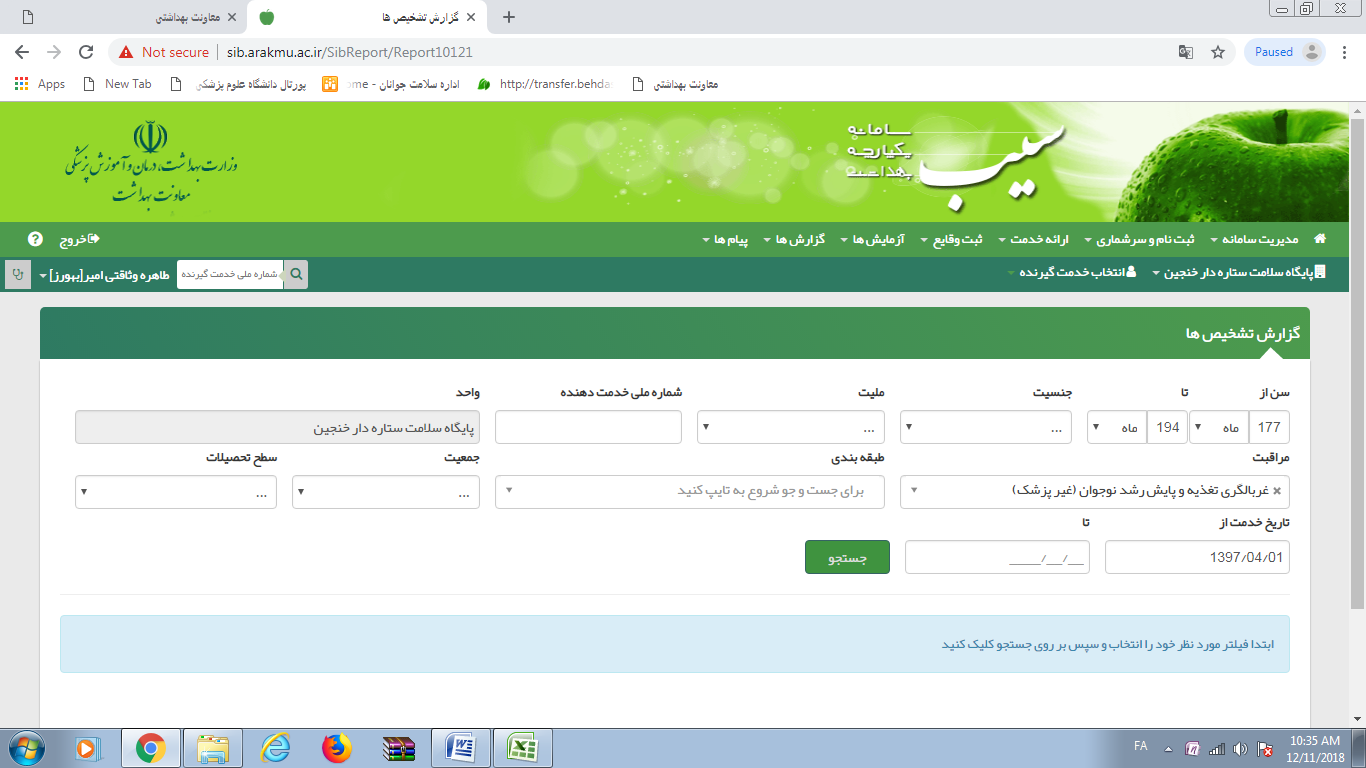 معاونت بهداشتی
گزارش تشخیص ها
Not secure
sib.arakmu.ac.ir/SibReport/Report10121
Paused
Apps
New Tab
پورتال دانشگاه علوم پزشکی
اداره سلامت جوانان - ome
http://transfer.behda
معاونت بهداشتی
وزارت بهداشت، درمان و آموزش پزشکی
معاونت بهداشت
سامانه
یکپارچه
بهداشت
سیب
مدیریت سامانه
ثبت نام و سرشماری
ارائه خدمت
ثبت وقایع
آزمایش ها
گزارش ها
پیام ها
خروج
پایگاه سلامت ستاره دار خنجین
انتخاب خدمت گیرنده
شماره ملی خدمت گیرنده
طاهره وثاقتی امیر[بهورز]
گزارش تشخیص ها
سن از تا جنسیت ملیت شماره ملی خدمت دهنده واحد
177 ماه 194 ماه ... ... پایگاه سلامت ستاره دار خنجین
مراقبت طبقه بندی جمعیت سطح تحصیلات
× غربالگری تغذیه و پایش رشد نوجوان (غیر پزشک) برای جست و جو شروع به تایپ کنید ... ...
تاریخ خدمت از تا
1397/04/01 __/__/____ جستجو
ابتدا فیلتر مورد نظر خود را انتخاب و سپس بر روی جستجو کلیک کنید
FA
10:35 AM
12/11/2018